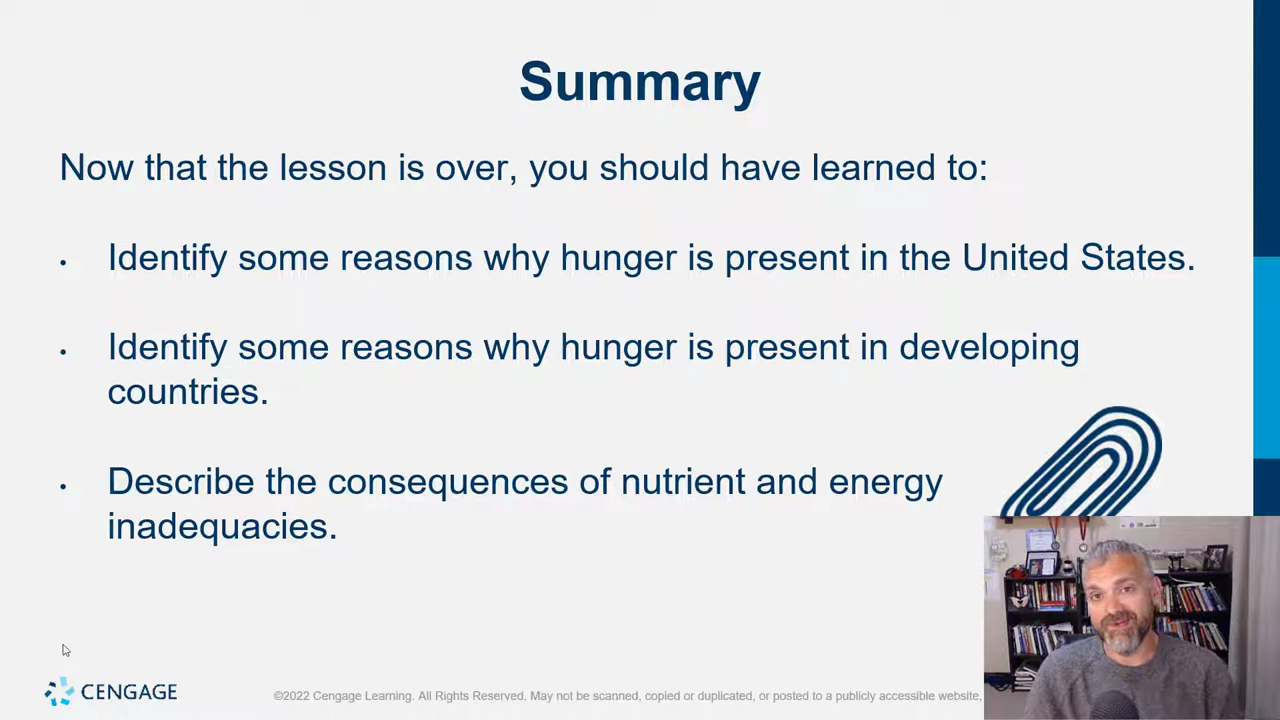 Summary
Now that the lesson is over, you should have learned to:
• Identify some reasons why hunger is present in the United States.
• Identify some reasons why hunger is present in developing
countries.
• Describe the consequences of nutrient and energy
inadequacies.
CENGAGE
©2022 Cengage Learning. All Rights Reserved. May not be scanned, copied or duplicated, or posted to a publicly accessible website,